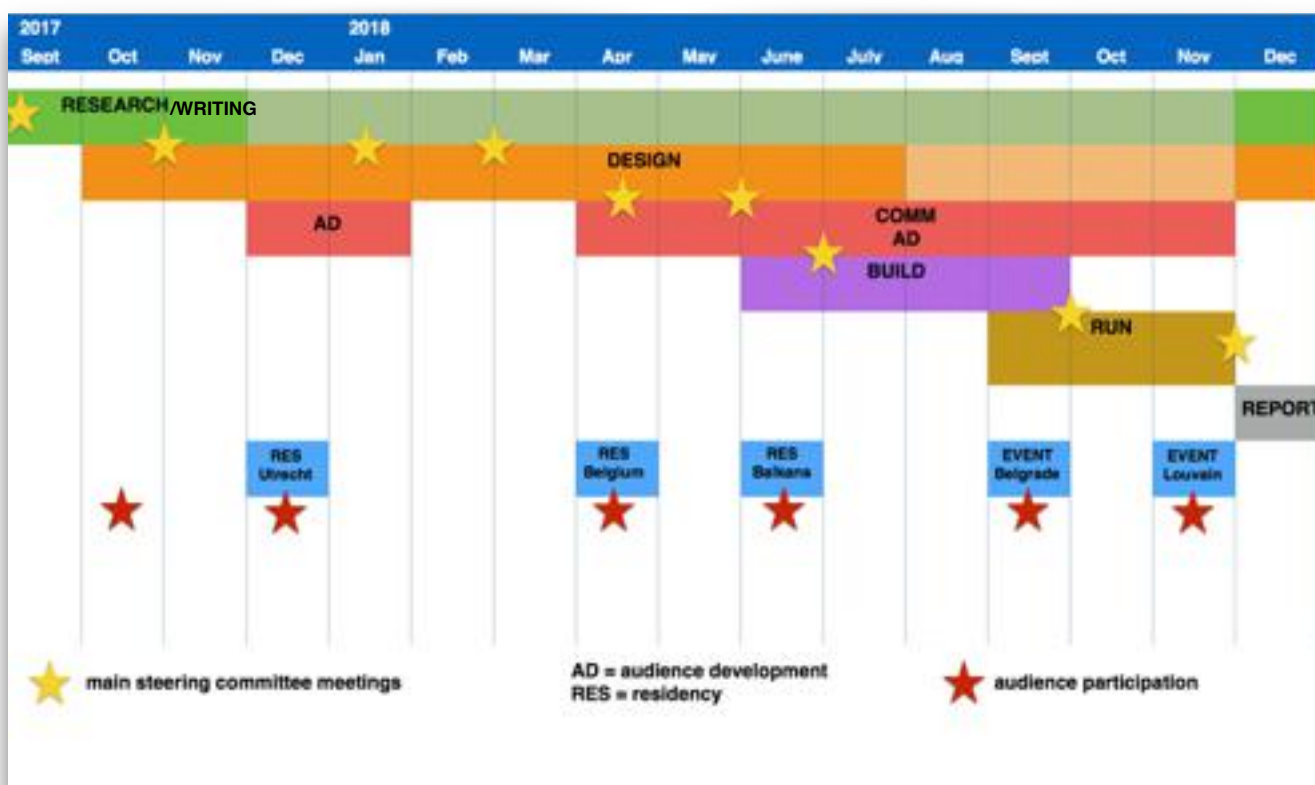 2017 2018
Sept Oct Nov Dec Jan Feb Mar Apr May June July Aug Sept Oct Nov Dec
RESEARCH/WRITING
DESIGN
AD
COMM
AD
BUILD
RUN
REPORT
RES
Utrecht
RES
Belgium
RES
Balkans
EVENT
Belgrade
EVENT
Louvain
main steering committee meetings
AD = audience development
RES = residency
audience participation